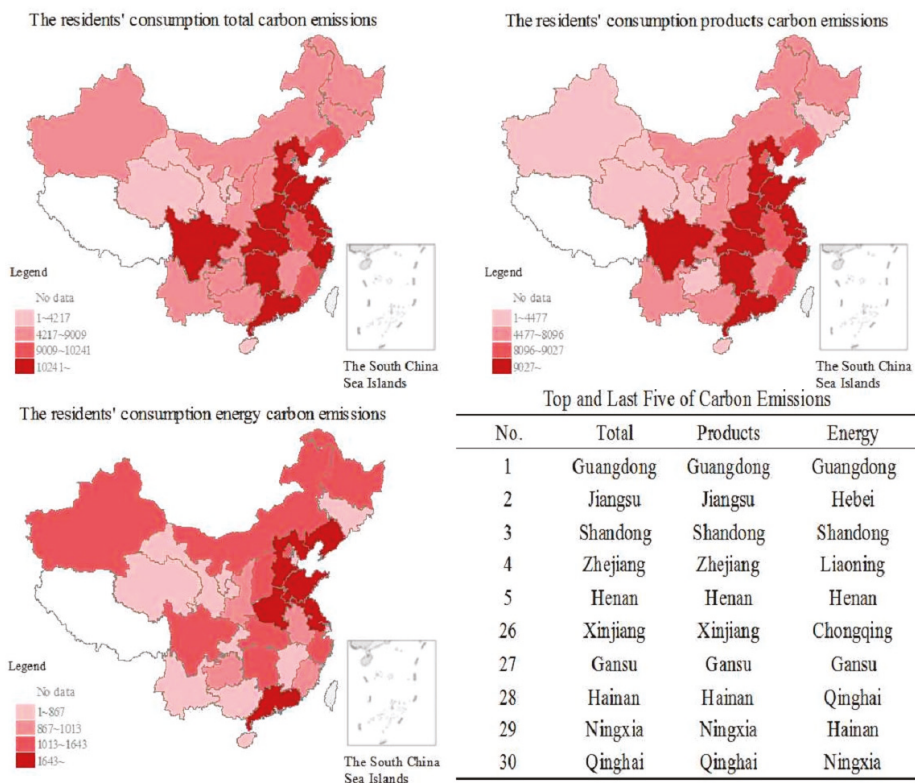 The residents' consumption total carbon emissions
Legend
No data
1~4217
4217~9009
9009~10241
10241~
The South China
Sea Islands
The residents' consumption products carbon emissions
Legend
No data
1~4477
4477~8096
8096~9027
9027~
The South China
Sea Islands
The residents' consumption energy carbon emissions
Legend
No data
1~867
867~1013
1013~1643
1643~
The South China
Sea Islands
Top and Last Five of Carbon Emissions
No. Total Products Energy
1 Guangdong Guangdong Guangdong
2 Jiangsu Jiangsu Hebei
3 Shandong Shandong Shandong
4 Zhejiang Zhejiang Liaoning
5 Henan Henan Henan
26 Xinjiang Xinjiang Chongqing
27 Gansu Gansu Gansu
28 Hainan Hainan Qinghai
29 Ningxia Ningxia Hainan
30 Qinghai Qinghai Ningxia